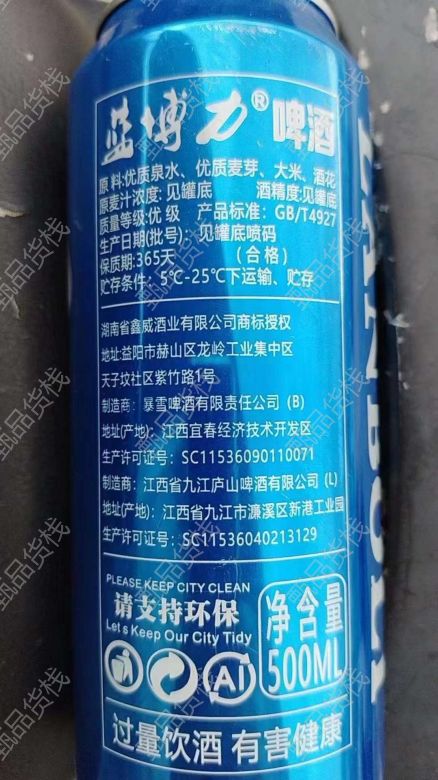 蓝博力® 啤酒
原料:优质泉水、优质麦芽、大米、酒花
原麦汁浓度: 见罐底 酒精度:见罐底
质量等级:优 级 产品标准: GB/T4927
生产日期(批号): 见罐底喷码
保质期:365天 (合格)
贮存条件: 5℃-25℃下运输、贮存
湖南省鑫威酒业有限公司商标授权
地址:益阳市赫山区龙岭工业集中区
天子坟社区紫竹路1号
制造商: 暴雪啤酒有限责任公司 (B)
地址(产地): 江西宜春经济技术开发区
生产许可证号: SC11536090110071
制造商: 江西省九江庐山啤酒有限公司 (L)
地址(产地): 江西省九江市濂溪区新港工业园
生产许可证号: SC11536040213129
PLEASE KEEP CITY CLEAN
请支持环保
Let's Keep Our City Tidy
Al
净含量
500ML
过量饮酒 有害健康
LANBOLI
甄品货栈